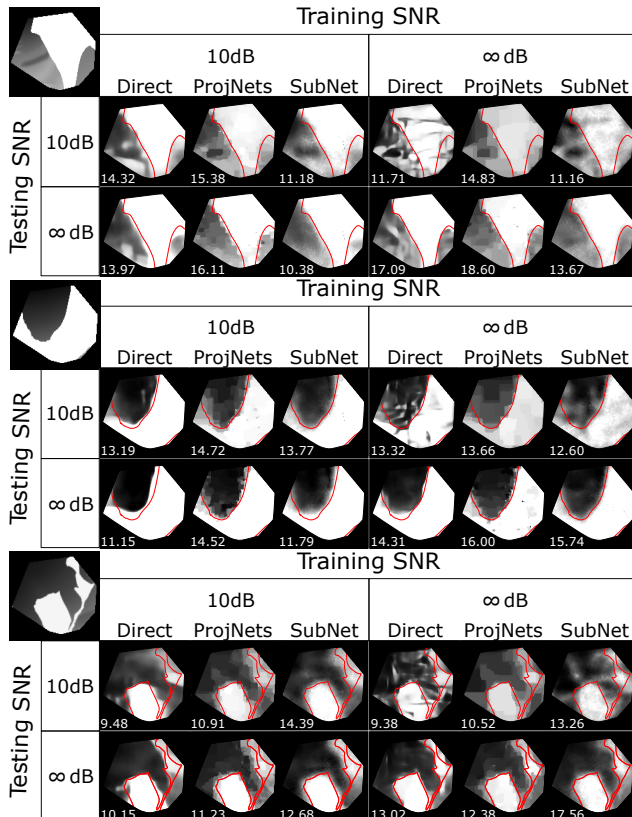 Training SNR
10dB ∞ dB
Direct ProjNets SubNet Direct ProjNets SubNet
Testing SNR
10dB
14.32 15.38 11.18 11.71 14.83 11.16
∞ dB
13.97 16.11 10.38 17.09 18.60 13.67
Training SNR
10dB ∞ dB
Direct ProjNets SubNet Direct ProjNets SubNet
Testing SNR
10dB
13.19 14.72 13.77 13.32 13.66 12.60
∞ dB
11.15 14.52 11.79 14.31 16.00 15.74
Training SNR
10dB ∞ dB
Direct ProjNets SubNet Direct ProjNets SubNet
Testing SNR
10dB
9.48 10.91 14.39 9.38 10.52 13.26
∞ dB
10.15 11.23 12.68 13.02 12.38 17.56